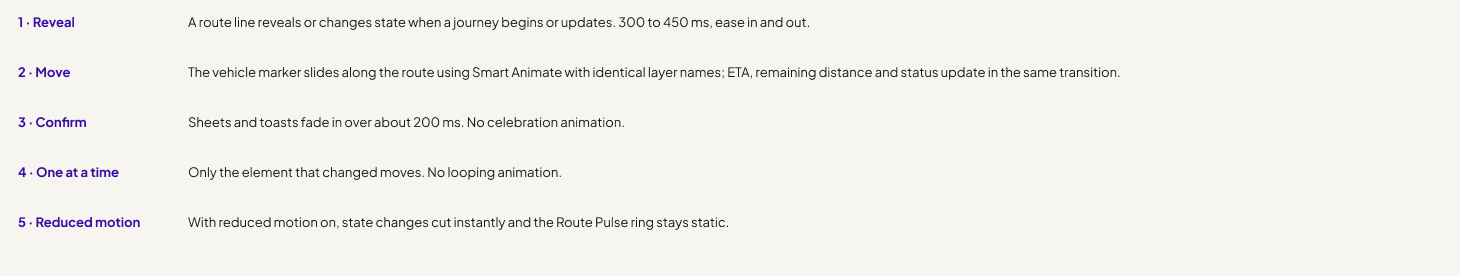 1 · Reveal A route line reveals or changes state when a journey begins or updates. 300 to 450 ms, ease in and out.
2 · Move The vehicle marker slides along the route using Smart Animate with identical layer names; ETA, remaining distance and status update in the same transition.
3 · Confirm Sheets and toasts fade in over about 200 ms. No celebration animation.
4 · One at a time Only the element that changed moves. No looping animation.
5 · Reduced motion With reduced motion on, state changes cut instantly and the Route Pulse ring stays static.